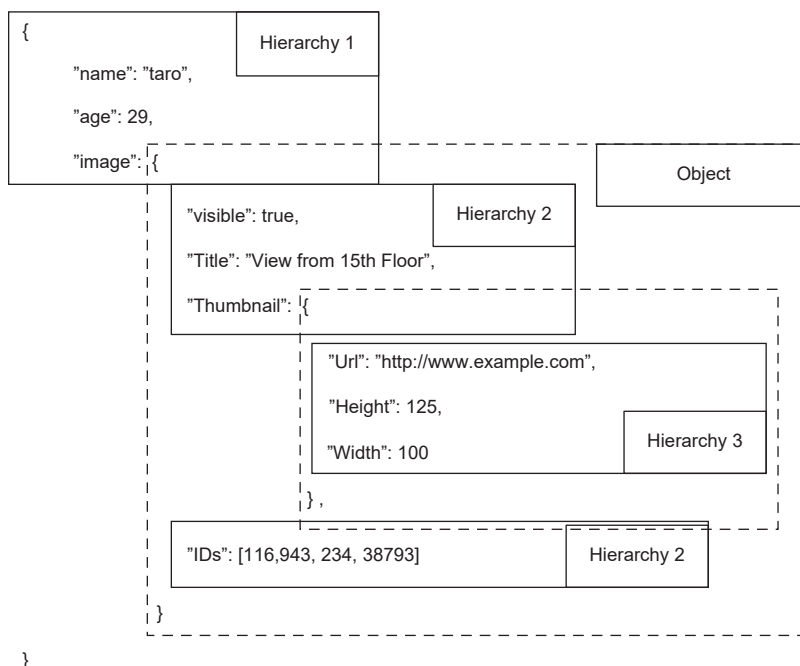 {
Hierarchy 1
”name”: ”taro”,
”age”: 29,
”image”: {
Object
”visible”: true,
Hierarchy 2
”Title”: ”View from 15th Floor”,
”Thumbnail”: {
”Url”: ”http://www.example.com”,
”Height”: 125,
Hierarchy 3
”Width”: 100
} ,
”IDs”: [116,943, 234, 38793]
Hierarchy 2
}
}